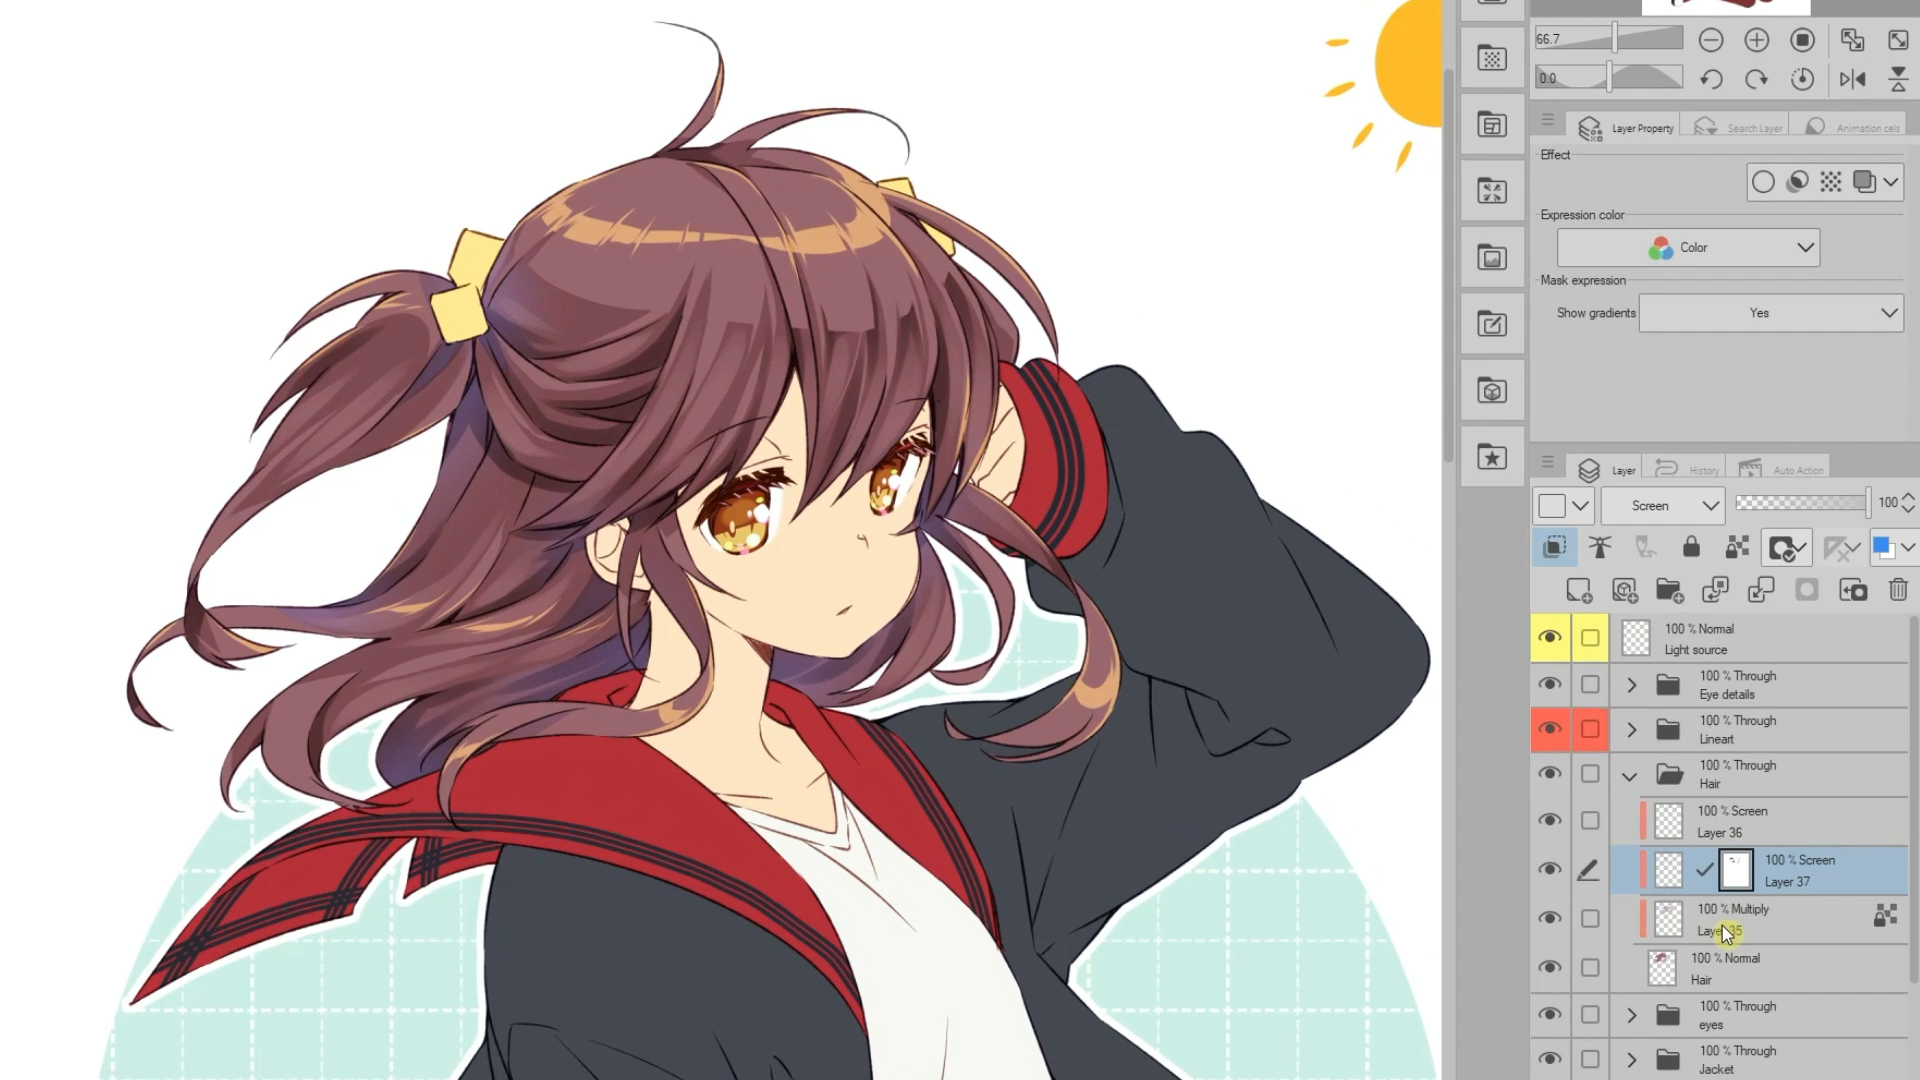 66.7
0.0
Layer Property
Search Layer
Animation cels
Effect
Expression color
Color
Mask expression
Show gradients
Yes
Layer
History
Auto Action
Screen
100
100 % Normal
Light source
100 % Through
Eye details
100 % Through
Lineart
100 % Through
Hair
100 % Screen
Layer 36
100 % Screen
Layer 37
100 % Multiply
Layer 35
100 % Normal
Hair
100 % Through
eyes
100 % Through
Jacket